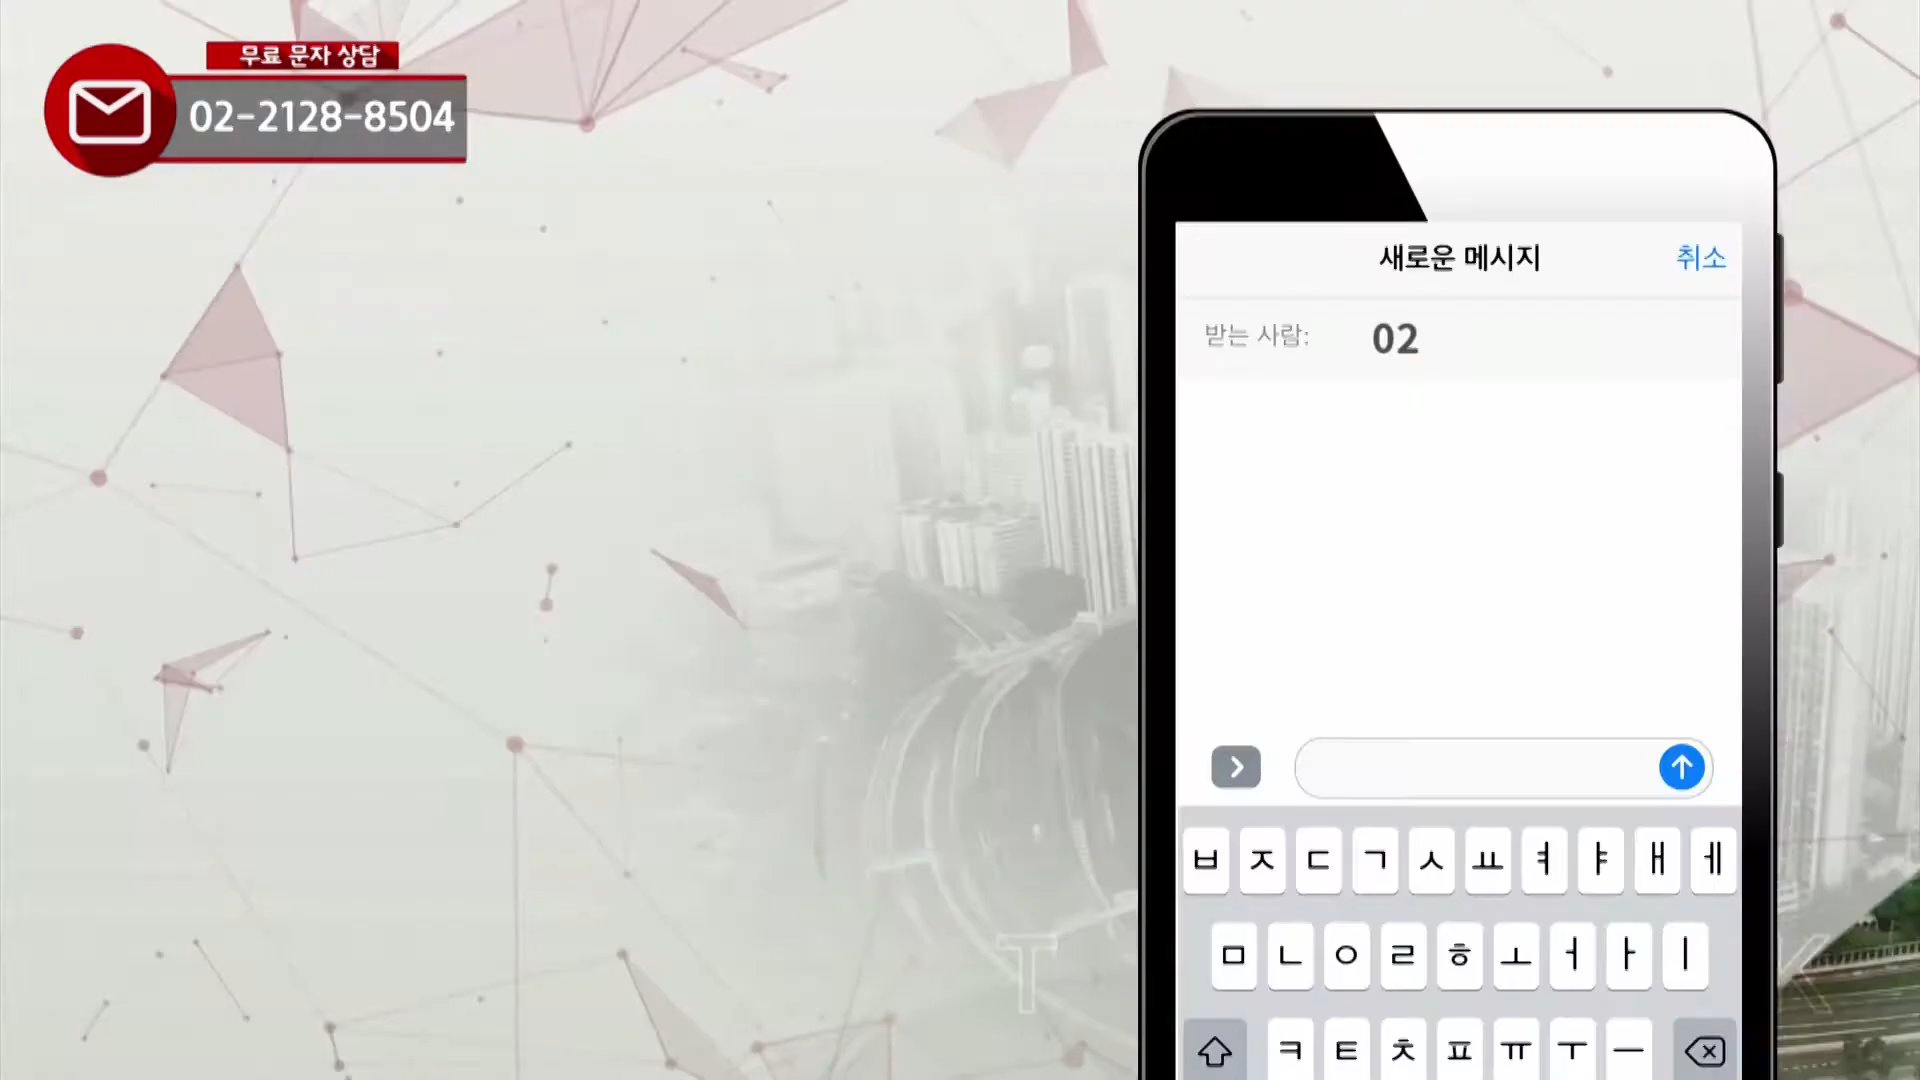 무료 문자 상담
02-2128-8504
새로운 메시지
취소
받는 사람: 02
ㅂ ㅈ ㄷ ㄱ ㅅ ㅛ ㅕ ㅑ ㅐ ㅔ
ㅁ ㄴ ㅇ ㄹ ㅎ ㅗ ㅓ ㅏ ㅣ
ㅋ ㅌ ㅊ ㅍ ㅠ ㅜ ㅡ
T